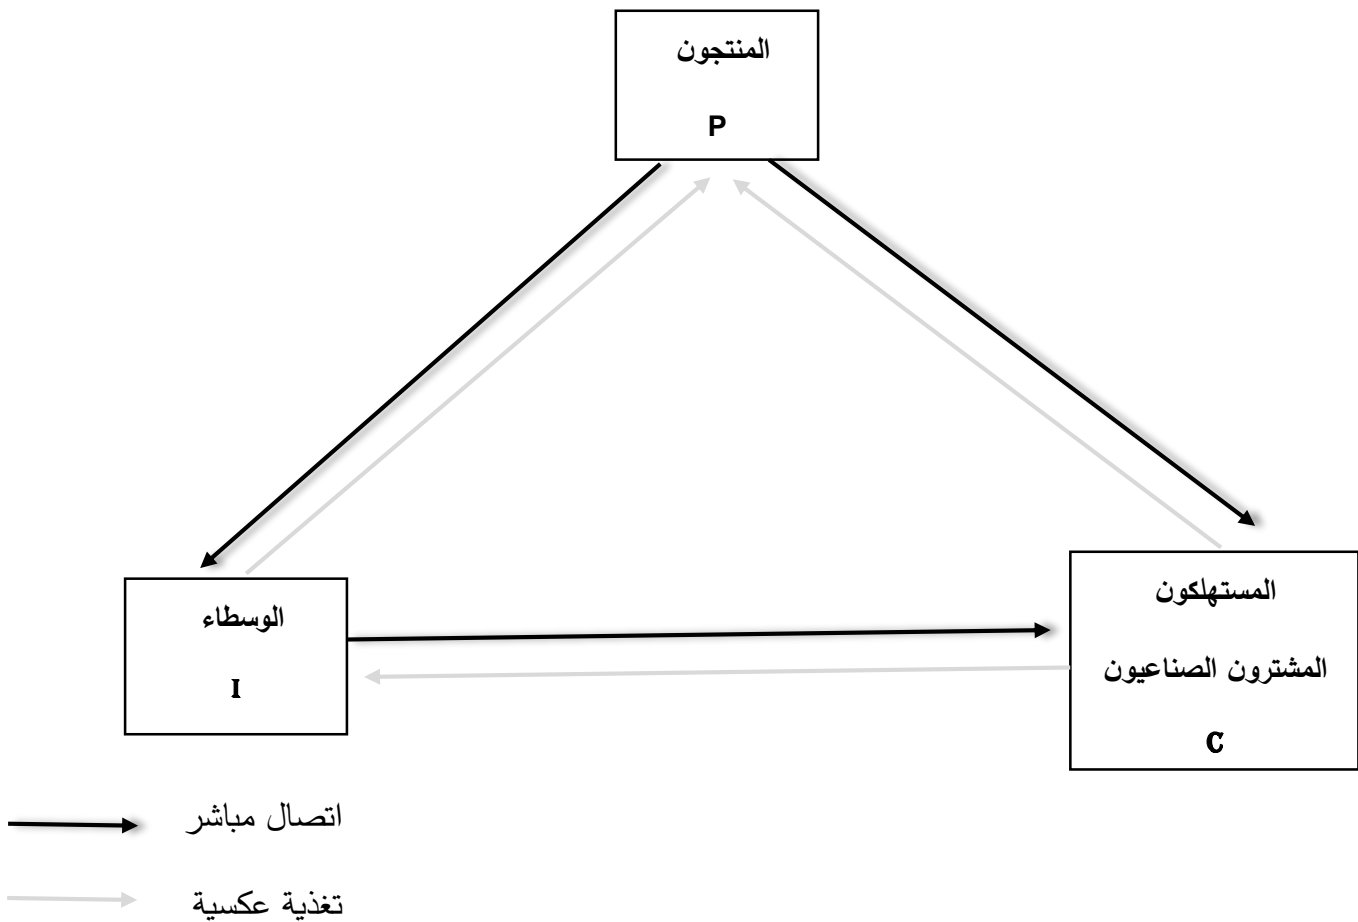 المنتجون
P
الوسطاء
I
المستهلكون
المشترون الصناعيون
C
اتصال مباشر
تغذية عكسية